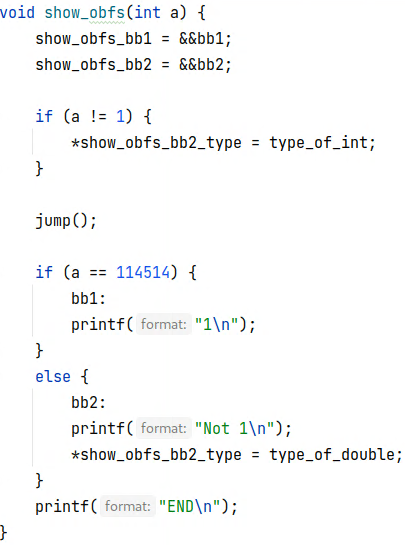 void show_obfs(int a) {
    show_obfs_bb1 = &&bb1;
    show_obfs_bb2 = &&bb2;

    if (a != 1) {
        *show_obfs_bb2_type = type_of_int;
    }

    jump();

    if (a == 114514) {
        bb1:
        printf( format: "1\n");
    }
    else {
        bb2:
        printf( format: "Not 1\n");
        *show_obfs_bb2_type = type_of_double;
    }
    printf( format: "END\n");
}